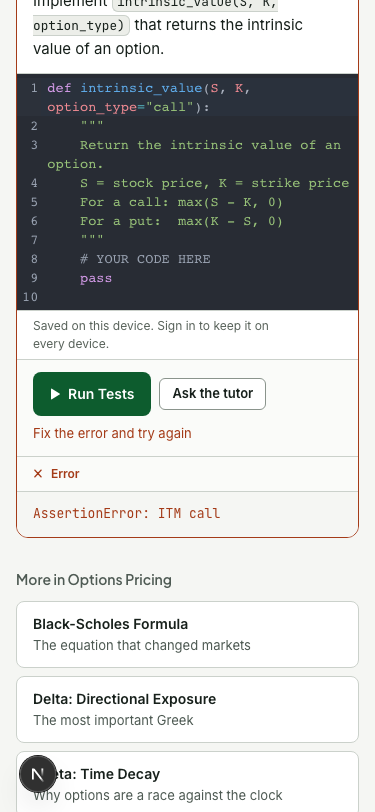 implement intrinsic_value(S, K,
option_type) that returns the intrinsic
value of an option.
1 def intrinsic_value(S, K,
option_type="call"):
2 """
3 Return the intrinsic value of an
option.
4 S = stock price, K = strike price
5 For a call: max(S - K, 0)
6 For a put:  max(K - S, 0)
7 """
8 # YOUR CODE HERE
9 pass
10
Saved on this device. Sign in to keep it on
every device.
Run Tests
Ask the tutor
Fix the error and try again
× Error
AssertionError: ITM call
More in Options Pricing
Black-Scholes Formula
The equation that changed markets
Delta: Directional Exposure
The most important Greek
N
eta: Time Decay
Why options are a race against the clock